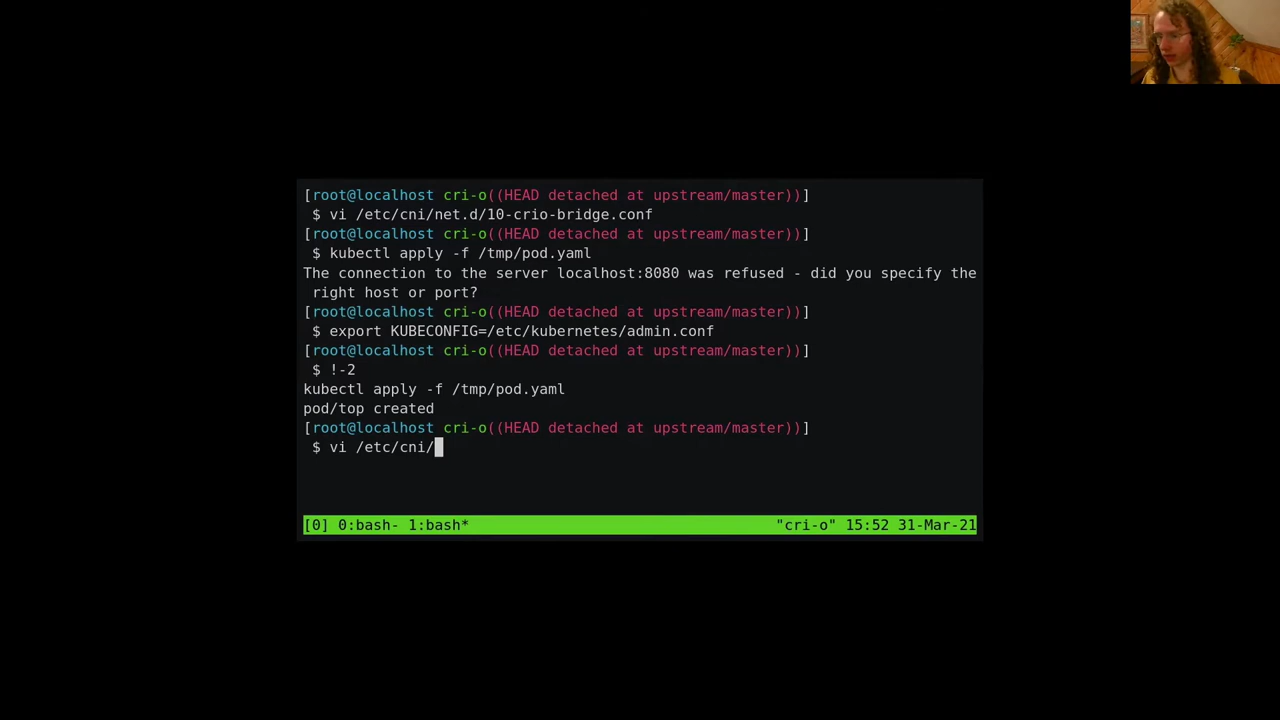 [root@localhost cri-o((HEAD detached at upstream/master))]
$ vi /etc/cni/net.d/10-crio-bridge.conf
[root@localhost cri-o((HEAD detached at upstream/master))]
$ kubectl apply -f /tmp/pod.yaml
The connection to the server localhost:8080 was refused - did you specify the
right host or port?
[root@localhost cri-o((HEAD detached at upstream/master))]
$ export KUBECONFIG=/etc/kubernetes/admin.conf
[root@localhost cri-o((HEAD detached at upstream/master))]
$ !-2
kubectl apply -f /tmp/pod.yaml
pod/top created
[root@localhost cri-o((HEAD detached at upstream/master))]
$ vi /etc/cni/
[0] 0:bash- 1:bash* "cri-o" 15:52 31-Mar-21